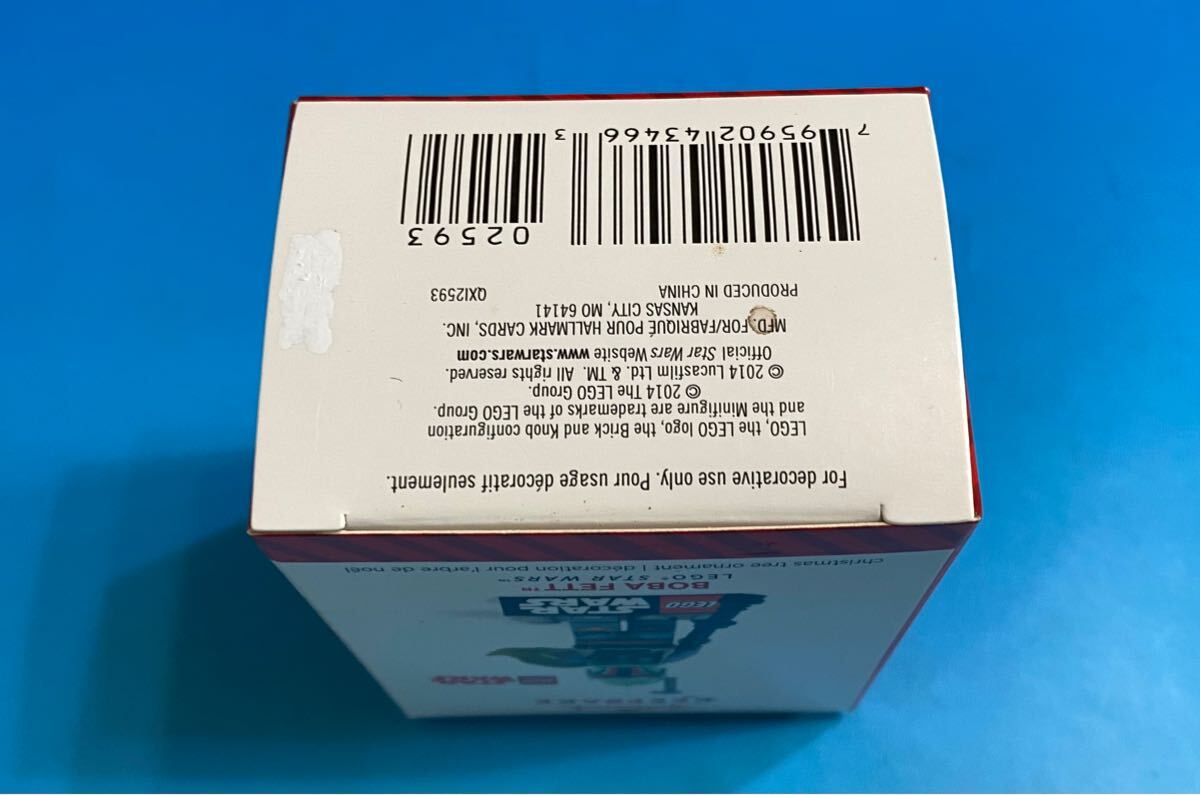 KEEPSAKE
STAR WARS
LEGO STAR WARS
BOBA FETT™
LEGO® STAR WARS™
christmas tree ornament | décoration pour l'arbre de noël
For decorative use only. Pour usage décoratif seulement.
LEGO, the LEGO logo, the Brick and Knob configuration
and the Minifigure are trademarks of the LEGO Group.
© 2014 The LEGO Group.
© 2014 Lucasfilm Ltd. & TM. All rights reserved.
Official Star Wars Website www.starwars.com
MFD. FOR/FABRIQUÉ POUR HALLMARK CARDS, INC.
KANSAS CITY, MO 64141
PRODUCED IN CHINA QXI2593
02593
7 95902 43466 3